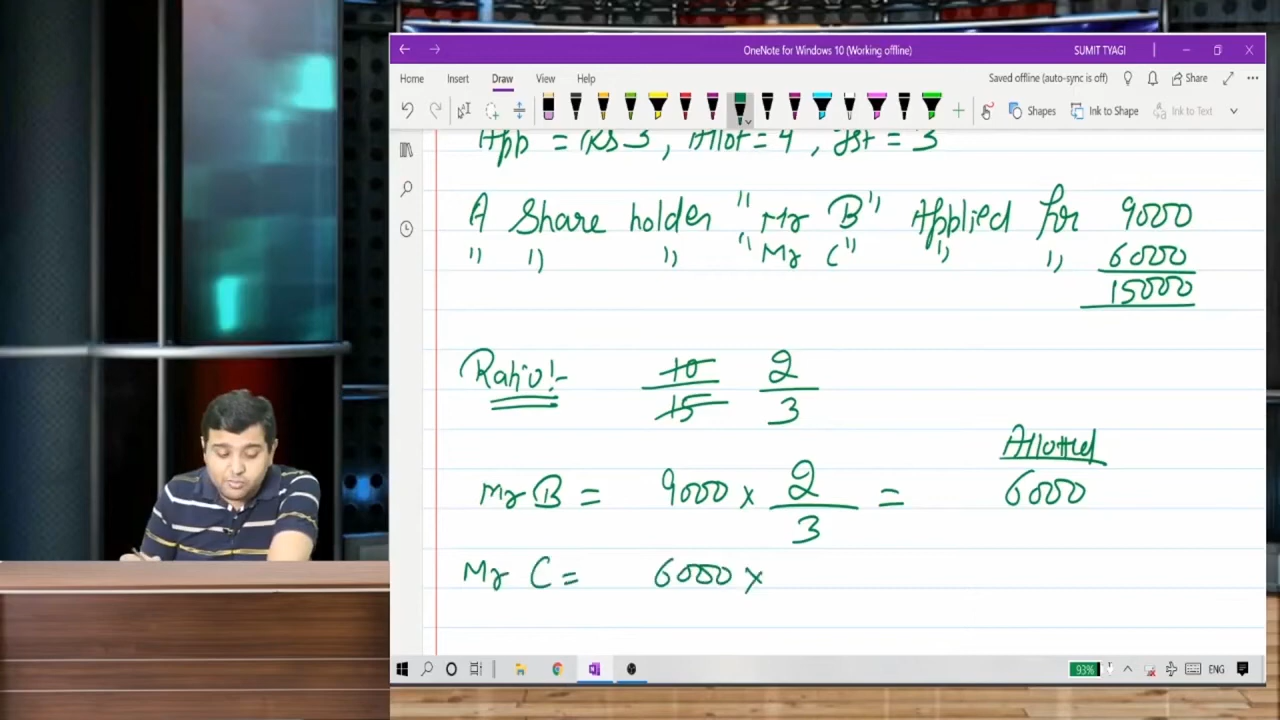 OneNote for Windows 10 (Working offline)
SUMIT TYAGI
Home Insert Draw View Help
Saved offline (auto-sync is off)
Share
Shapes
Ink to Shape
Ink to Text
App = Rs 3, Allot = 4, Ist = 3
A Share holder "Mr B" Applied for 9000
" " " "Mr C" " " 6000
15000
Ratio!- 10/15 2/3
Allotted
Mr B = 9000 × 2/3 = 6000
Mr C = 6000 ×
93%
ENG